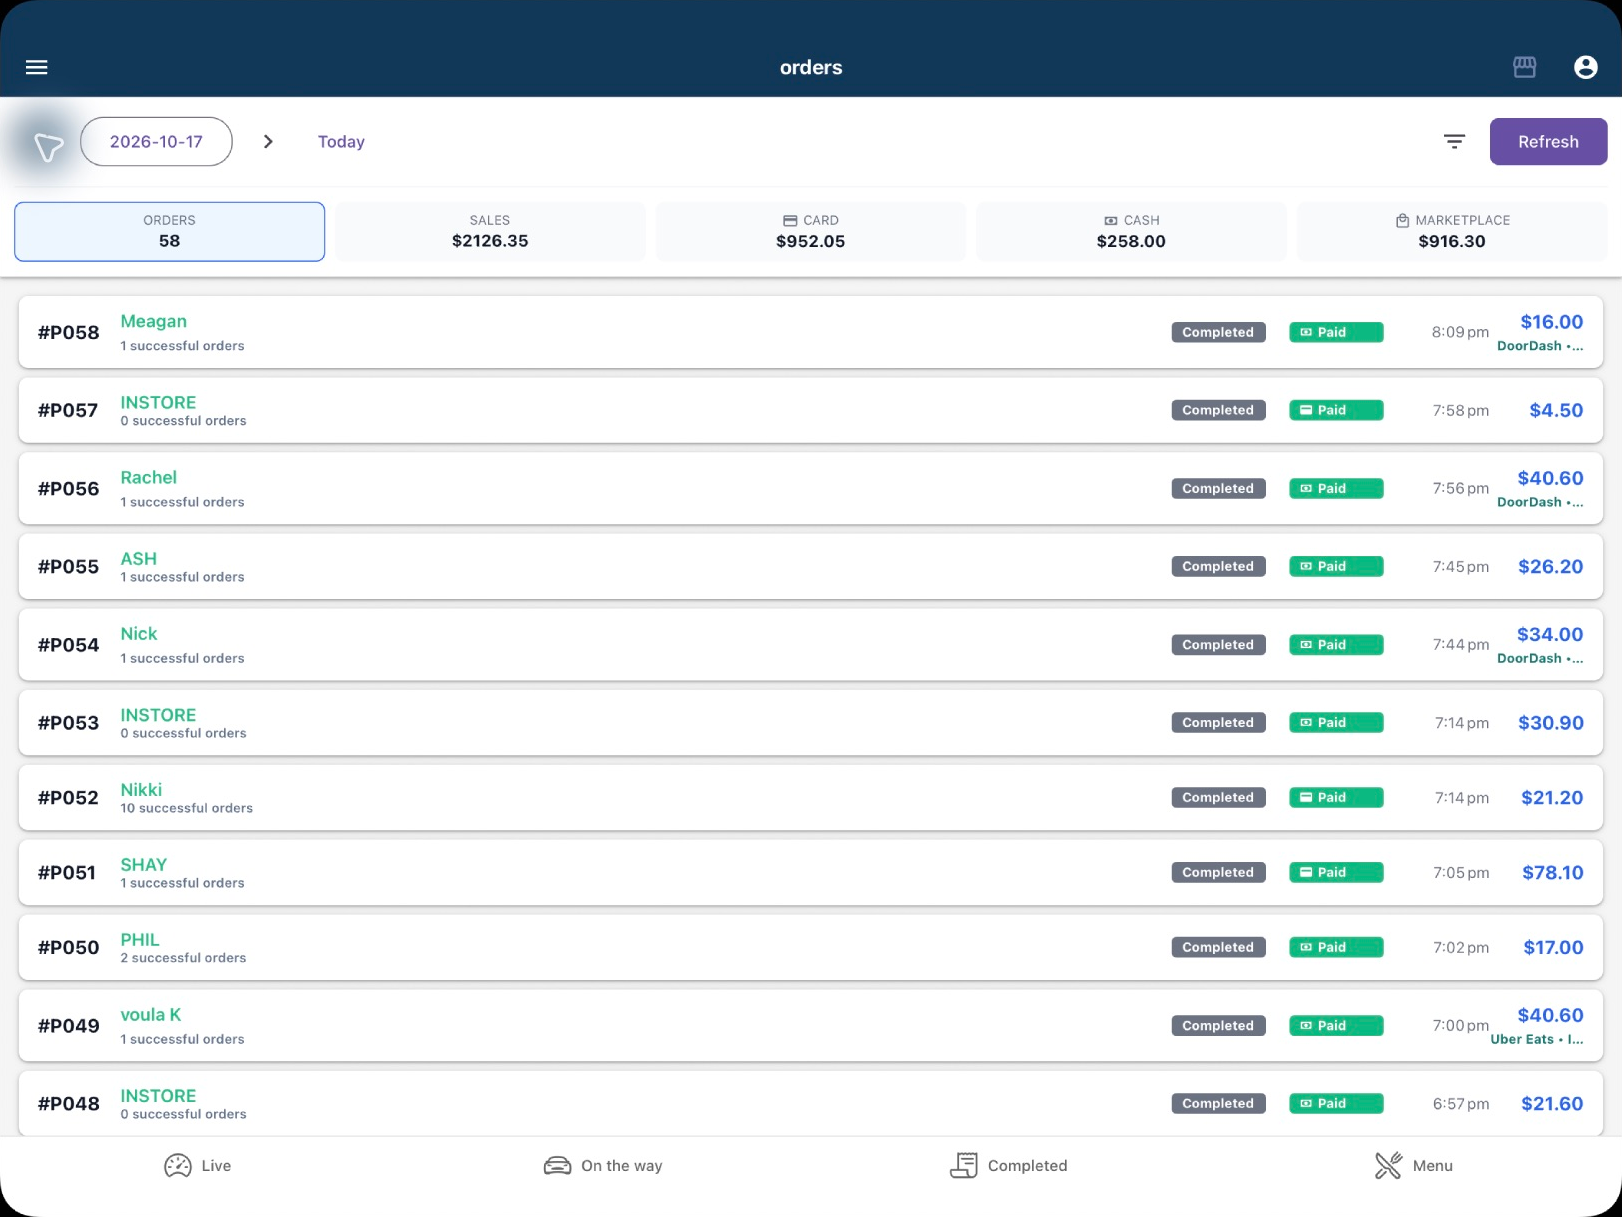 orders
2026-10-17
Today
Refresh
ORDERS
58
SALES
$2126.35
CARD
$952.05
CASH
$258.00
MARKETPLACE
$916.30
#P058
Meagan
1 successful orders
Completed
Paid
8:09 pm
$16.00
DoorDash •...
#P057
INSTORE
0 successful orders
Completed
Paid
7:58 pm
$4.50
#P056
Rachel
1 successful orders
Completed
Paid
7:56 pm
$40.60
DoorDash •...
#P055
ASH
1 successful orders
Completed
Paid
7:45 pm
$26.20
#P054
Nick
1 successful orders
Completed
Paid
7:44 pm
$34.00
DoorDash •...
#P053
INSTORE
0 successful orders
Completed
Paid
7:14 pm
$30.90
#P052
Nikki
10 successful orders
Completed
Paid
7:14 pm
$21.20
#P051
SHAY
1 successful orders
Completed
Paid
7:05 pm
$78.10
#P050
PHIL
2 successful orders
Completed
Paid
7:02 pm
$17.00
#P049
voula K
1 successful orders
Completed
Paid
7:00 pm
$40.60
Uber Eats • I...
#P048
INSTORE
0 successful orders
Completed
Paid
6:57 pm
$21.60
Live
On the way
Completed
Menu